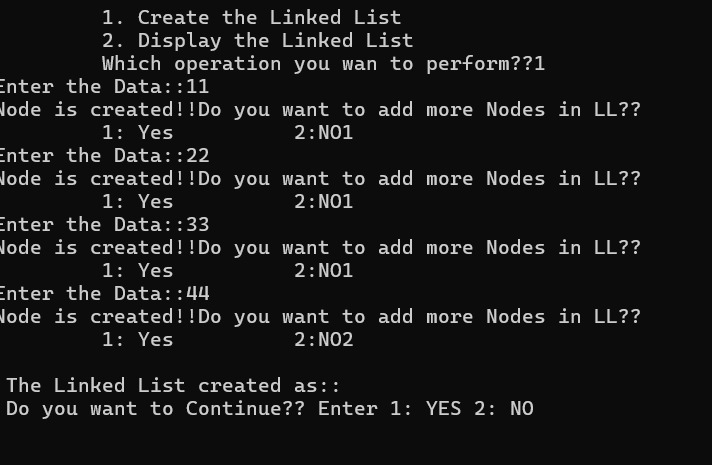 1. Create the Linked List
2. Display the Linked List
Which operation you wan to perform??1
Enter the Data::11
Node is created!!Do you want to add more Nodes in LL??
1: Yes 2:NO1
Enter the Data::22
Node is created!!Do you want to add more Nodes in LL??
1: Yes 2:NO1
Enter the Data::33
Node is created!!Do you want to add more Nodes in LL??
1: Yes 2:NO1
Enter the Data::44
Node is created!!Do you want to add more Nodes in LL??
1: Yes 2:NO2
The Linked List created as::
Do you want to Continue?? Enter 1: YES 2: NO